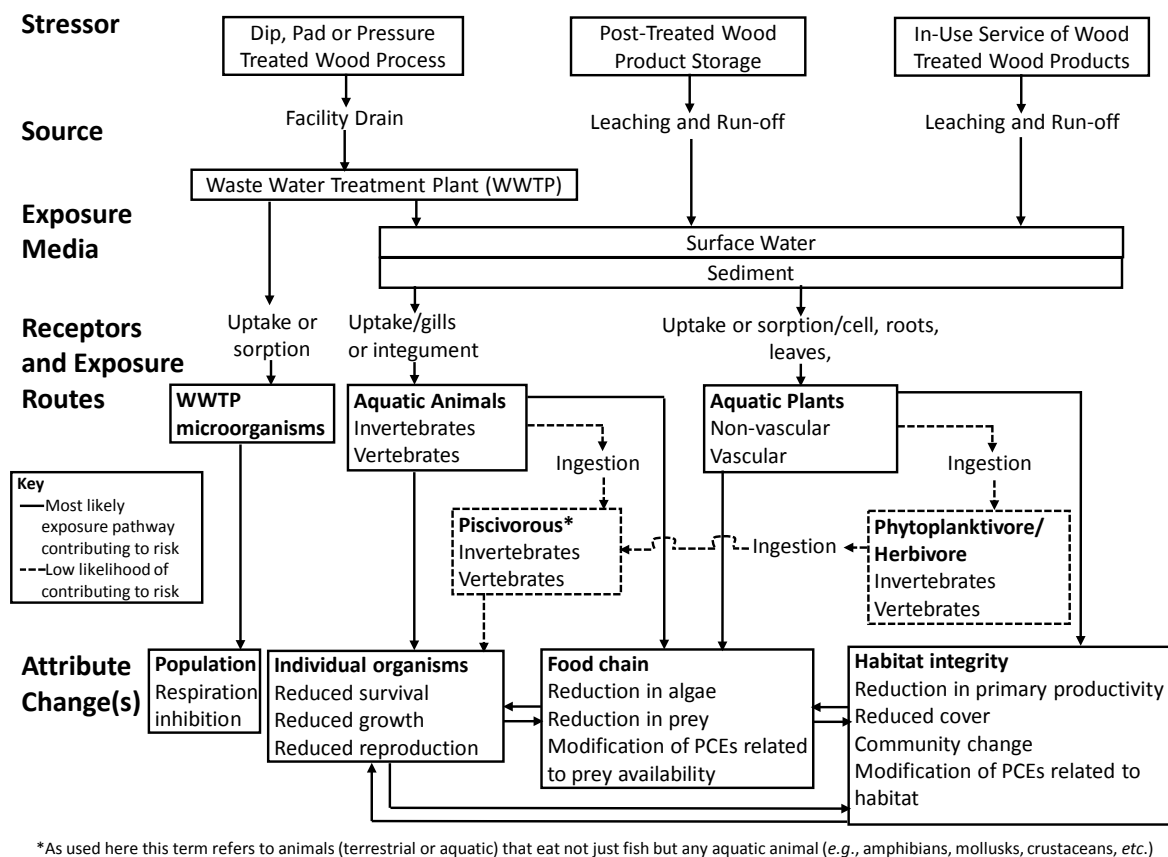 Stressor
Dip, Pad or Pressure
Treated Wood Process
Post-Treated Wood
Product Storage
In-Use Service of Wood
Treated Wood Products
Source
Facility Drain
Leaching and Run-off
Leaching and Run-off
Waste Water Treatment Plant (WWTP)
Exposure
Media
Surface Water
Sediment
Receptors
and Exposure
Routes
Uptake or
sorption
Uptake/gills
or integument
Uptake or sorption/cell, roots,
leaves,
WWTP
microorganisms
Aquatic Animals
Invertebrates
Vertebrates
Aquatic Plants
Non-vascular
Vascular
Ingestion
Ingestion
Key
Most likely
exposure pathway
contributing to risk
Low likelihood of
contributing to risk
Piscivorous*
Invertebrates
Vertebrates
Ingestion
Phytoplanktivore/
Herbivore
Invertebrates
Vertebrates
Attribute
Change(s)
Population
Respiration
inhibition
Individual organisms
Reduced survival
Reduced growth
Reduced reproduction
Food chain
Reduction in algae
Reduction in prey
Modification of PCEs related
to prey availability
Habitat integrity
Reduction in primary productivity
Reduced cover
Community change
Modification of PCEs related to
habitat
*As used here this term refers to animals (terrestrial or aquatic) that eat not just fish but any aquatic animal (e.g., amphibians, mollusks, crustaceans, etc.)